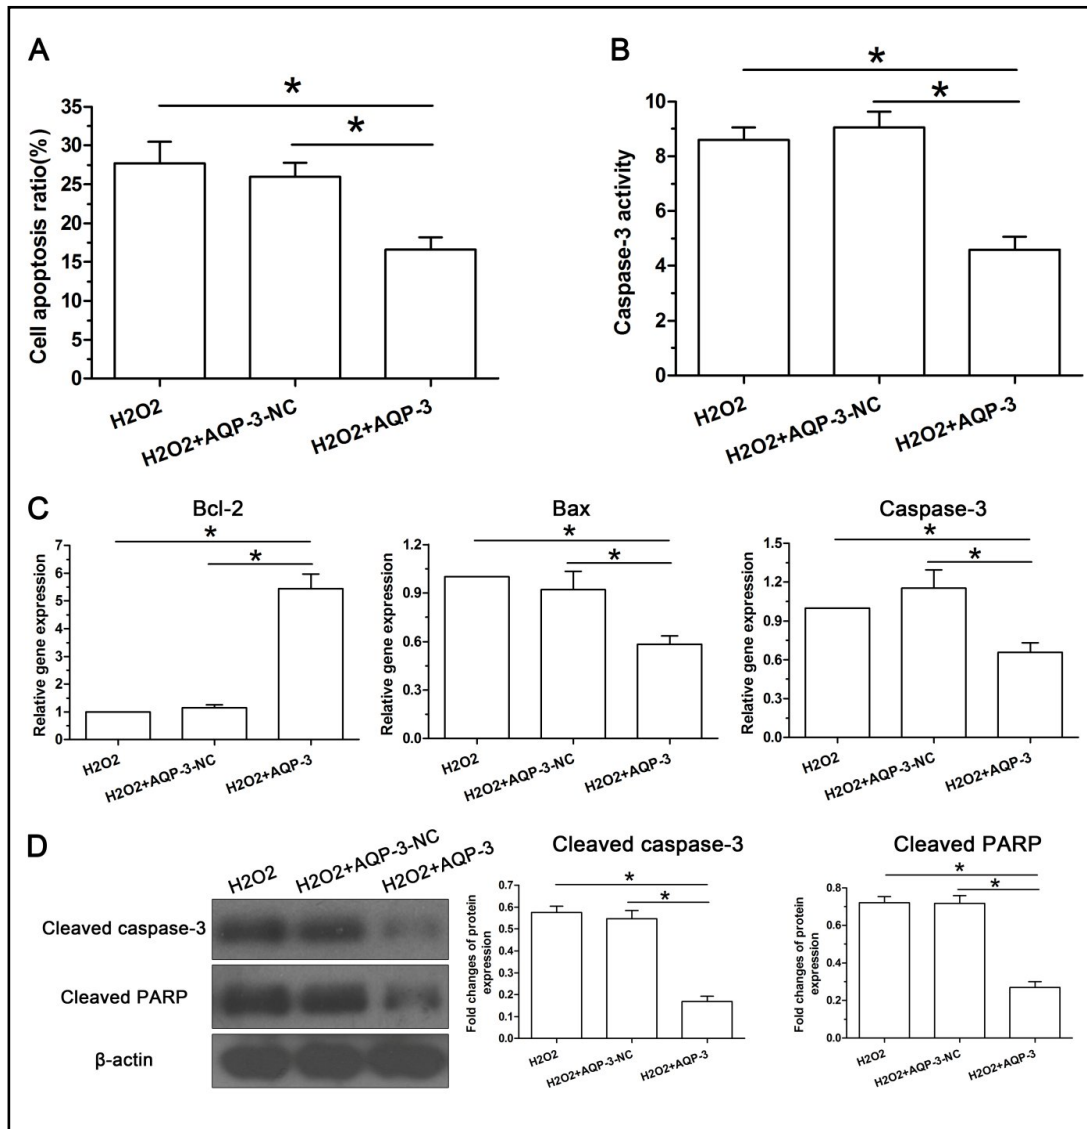 A
*
*
Cell apoptosis ratio(%)
35
30
25
20
15
10
5
0
H2O2
H2O2+AQP-3-NC
H2O2+AQP-3
B
*
*
Caspase-3 activity
10
8
6
4
2
0
H2O2
H2O2+AQP-3-NC
H2O2+AQP-3
C
Bcl-2
*
*
Relative gene expression
7
6
5
4
3
2
1
0
H2O2
H2O2+AQP-3-NC
H2O2+AQP-3
Bax
*
*
Relative gene expression
1.2
0.9
0.6
0.3
0.0
H2O2
H2O2+AQP-3-NC
H2O2+AQP-3
Caspase-3
*
*
Relative gene expression
1.5
1.2
0.9
0.6
0.3
0.0
H2O2
H2O2+AQP-3-NC
H2O2+AQP-3
D
H2O2
H2O2+AQP-3-NC
H2O2+AQP-3
Cleaved caspase-3
Cleaved PARP
β-actin
Cleaved caspase-3
*
*
Fold changes of protein
expression
0.7
0.6
0.5
0.4
0.3
0.2
0.1
0.0
H2O2
H2O2+AQP-3-NC
H2O2+AQP-3
Cleaved PARP
*
*
Fold changes of protein
expression
0.8
0.6
0.4
0.2
0.0
H2O2
H2O2+AQP-3-NC
H2O2+AQP-3